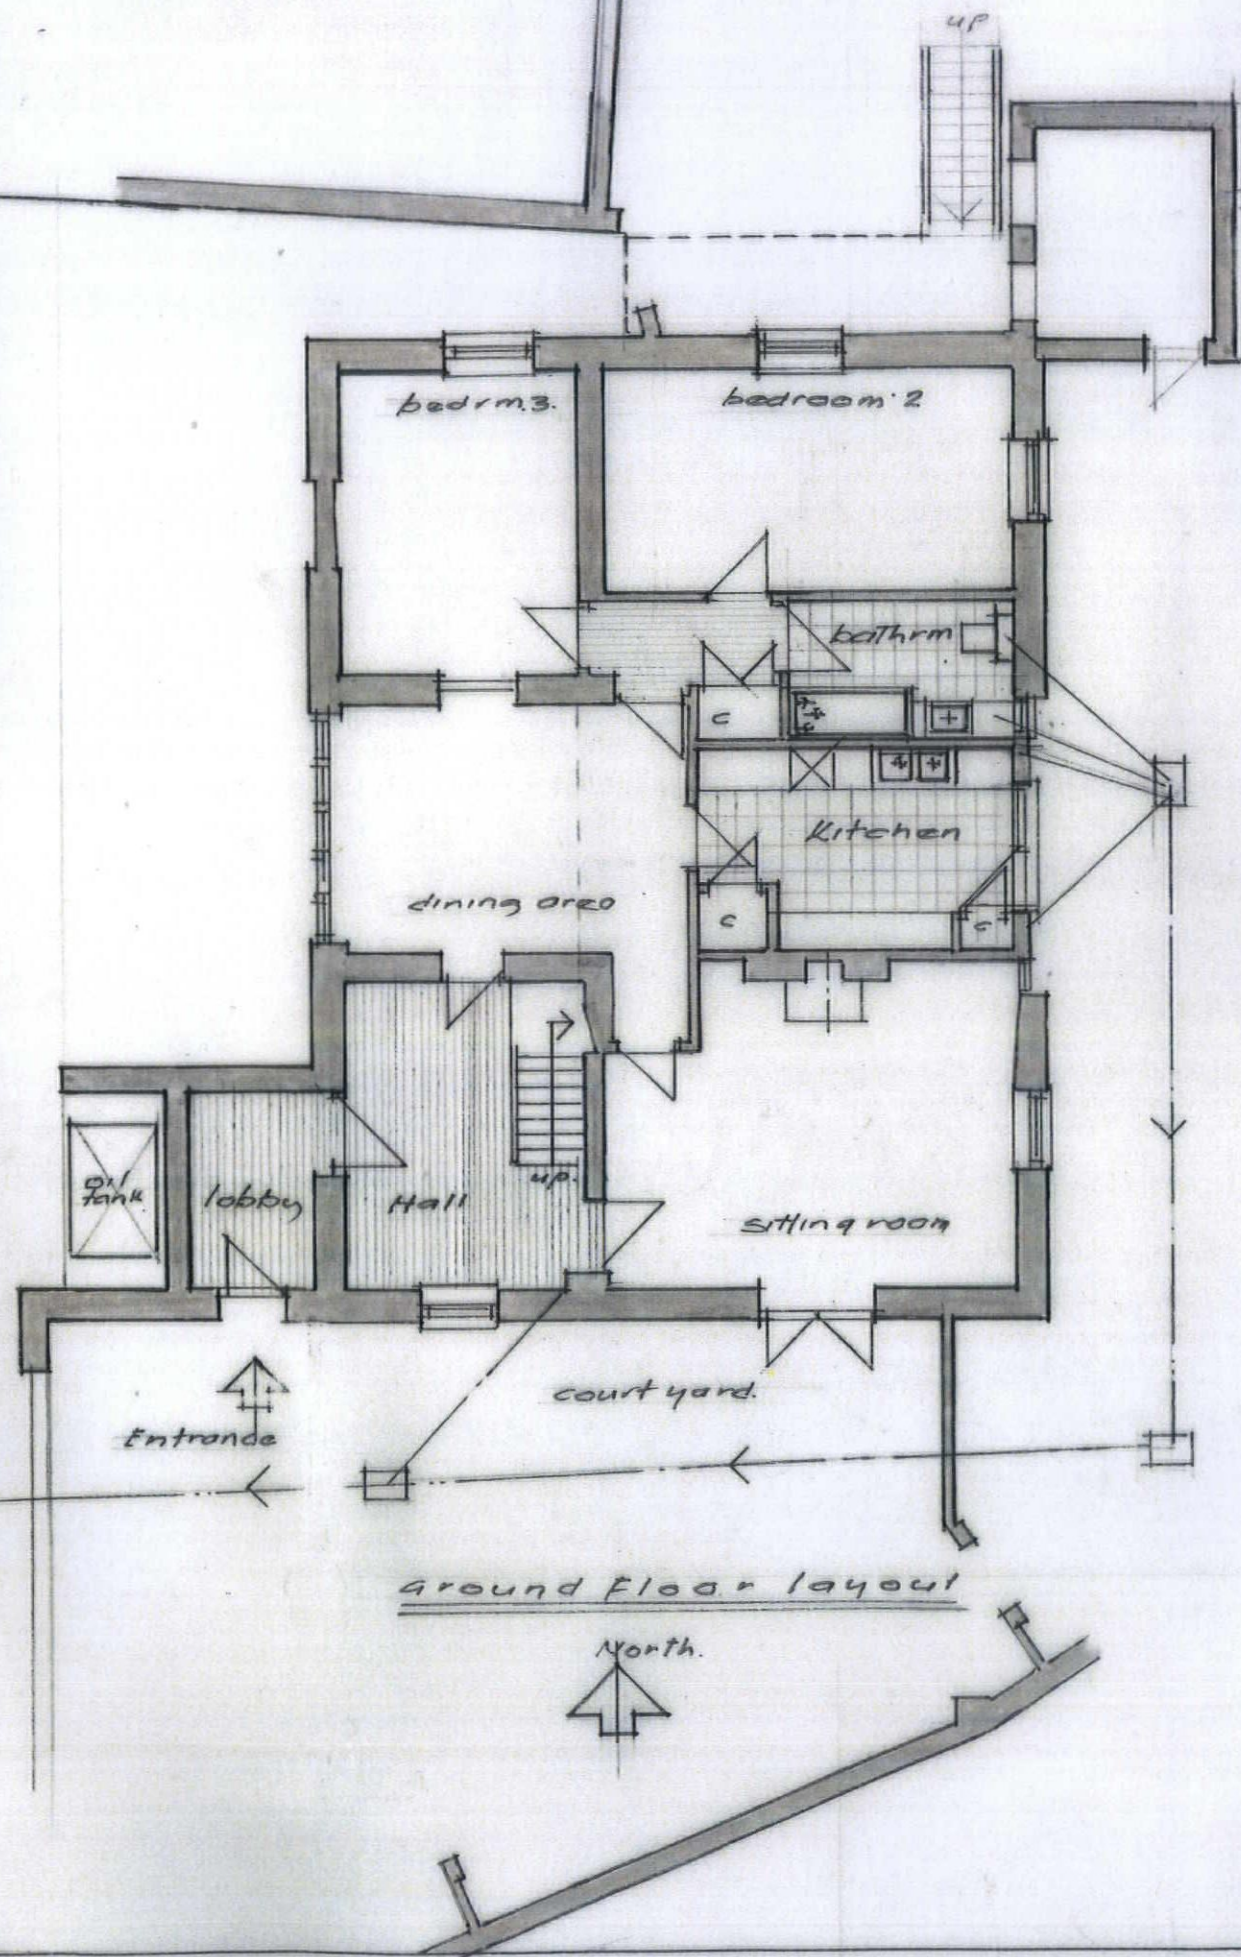 up
bedrm.3.
bedroom 2
bathrm
c
Kitchen
dining area
c
c
oil
tank
lobby
Hall
up.
sitting room
court yard.
Entrance
Ground Floor layout
North.